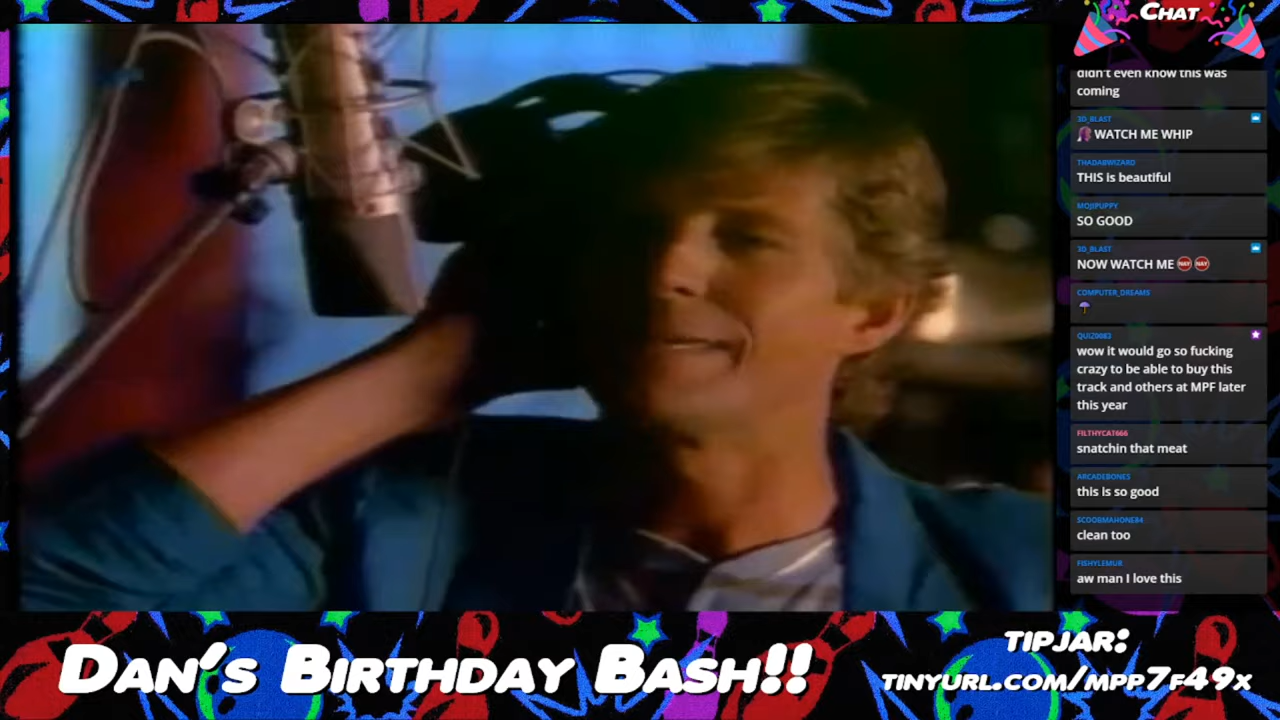 CHAT
didn't even know this was
coming
3D_BLAST
WATCH ME WHIP
THADABWIZARD
THIS is beautiful
MOJIPUPPY
SO GOOD
3D_BLAST
NOW WATCH ME NAY NAY
COMPUTER_DREAMS
QUIZ0083
wow it would go so fucking
crazy to be able to buy this
track and others at MPF later
this year
FILTHYCAT666
snatchin that meat
ARCADEBONES
this is so good
SCOOBMAHONE84
clean too
FISHYLEMUR
aw man I love this
DAN'S BIRTHDAY BASH!!
TIPJAR:
TINYURL.COM/MPP7F49X